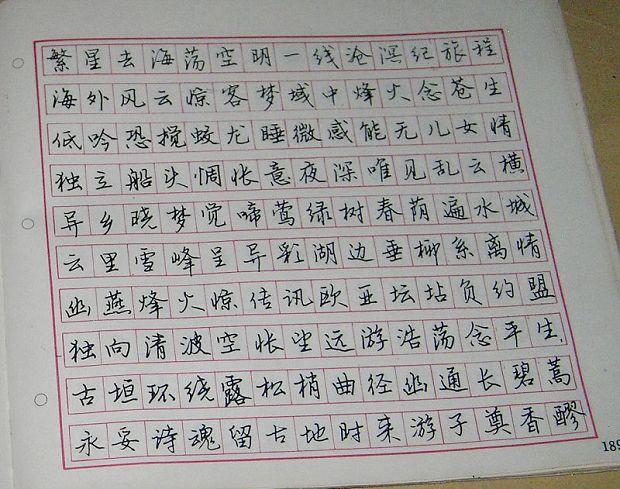 繁星去海荡空明一线沧溟纪旅程
海外风云惊客梦域中烽火念苍生
低吟恐搅蛟龙睡微感能无儿女情
独立船头惆怅意夜深唯见乱云横
异乡晓梦觉啼莺绿树春荫遍水城
云里雪峰呈异彩湖边垂柳系离情
幽燕烽火惊传讯欧亚坛坫负约盟
独向清波空怅望远游浩荡念平生
古垣环绕露松梢曲径幽通长碧蒿
永妥诗魂留古地时来游子奠香醪
189